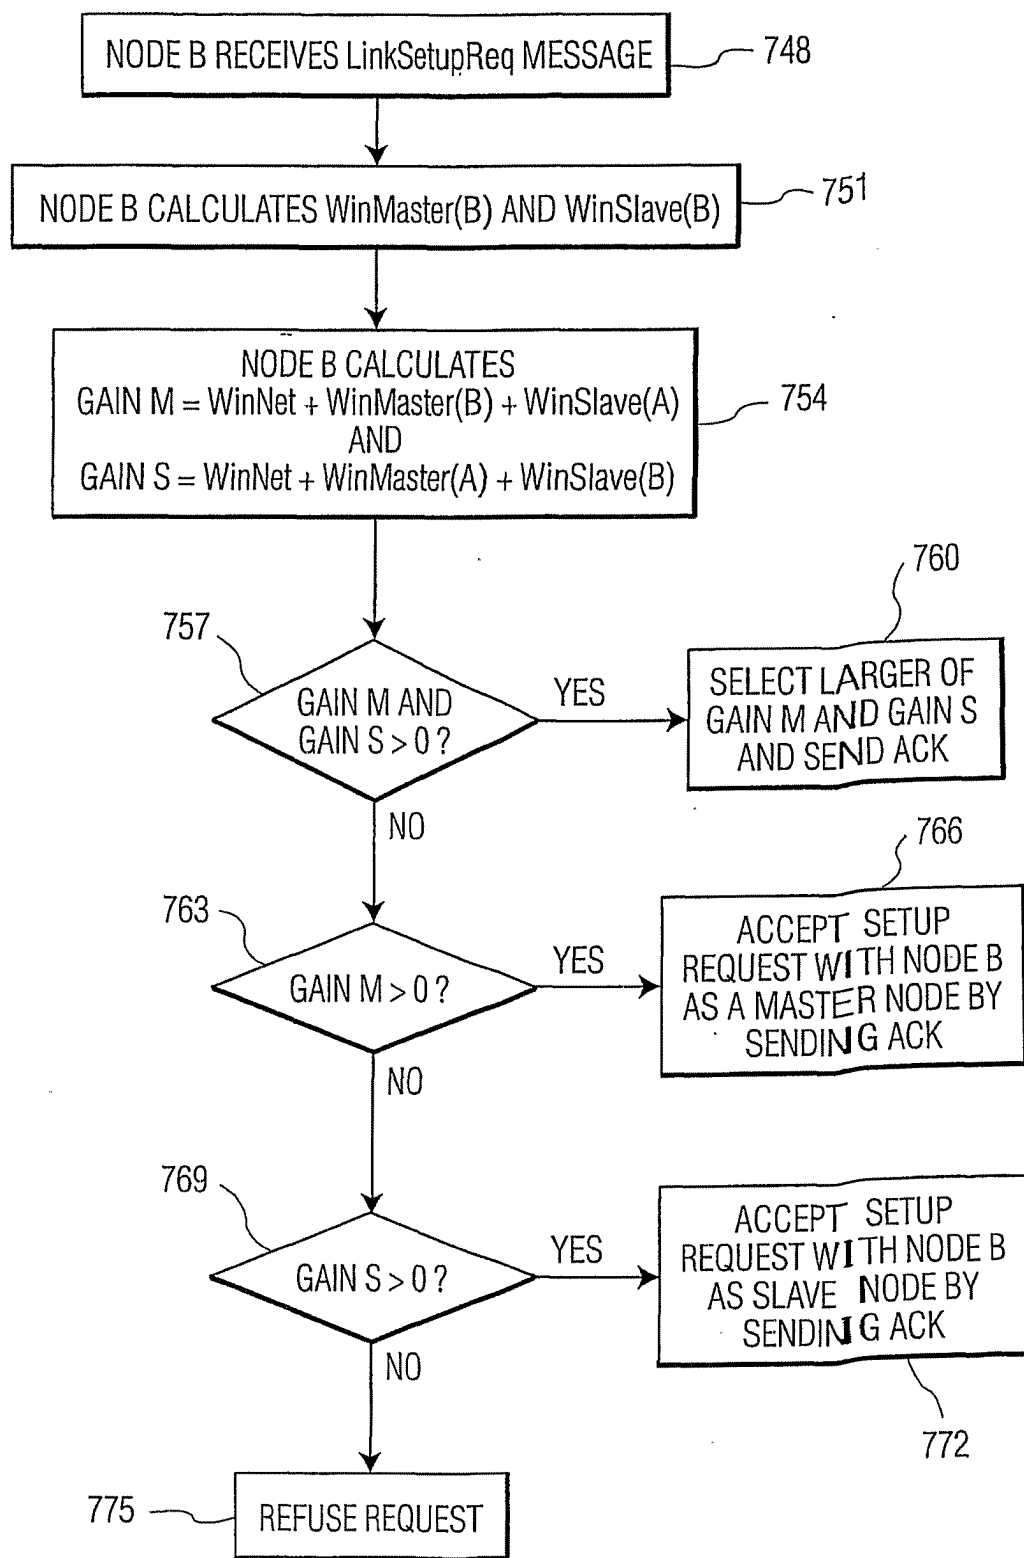 NODE B RECEIVES LinkSetupReq MESSAGE
748
NODE B CALCULATES WinMaster(B) AND WinSlave(B)
751
NODE B CALCULATES
GAIN M = WinNet + WinMaster(B) + WinSlave(A)
AND
GAIN S = WinNet + WinMaster(A) + WinSlave(B)
754
757
GAIN M AND
GAIN S > 0 ?
YES
760
SELECT LARGER OF
GAIN M AND GAIN S
AND SEND ACK
NO
763
GAIN M > 0 ?
YES
766
ACCEPT SETUP
REQUEST WITH NODE B
AS A MASTER NODE BY
SENDING ACK
NO
769
GAIN S > 0 ?
YES
ACCEPT SETUP
REQUEST WITH NODE B
AS SLAVE NODE BY
SENDING ACK
772
NO
775
REFUSE REQUEST